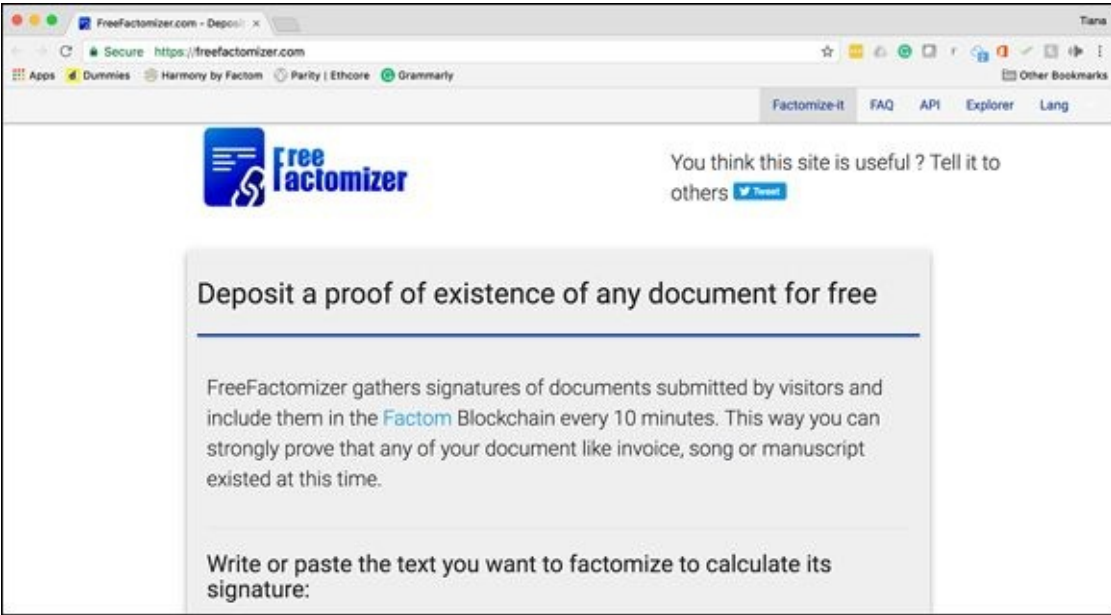 FreeFactomizer.com - Deposi
Tiana
Secure https://freefactomizer.com
Apps Dummies Harmony by Factom Parity | Ethcore Grammarly
Other Bookmarks
Factomize-it FAQ API Explorer Lang
Free
Factomizer
You think this site is useful ? Tell it to
others Tweet
Deposit a proof of existence of any document for free
FreeFactomizer gathers signatures of documents submitted by visitors and
include them in the Factom Blockchain every 10 minutes. This way you can
strongly prove that any of your document like invoice, song or manuscript
existed at this time.
Write or paste the text you want to factomize to calculate its
signature: